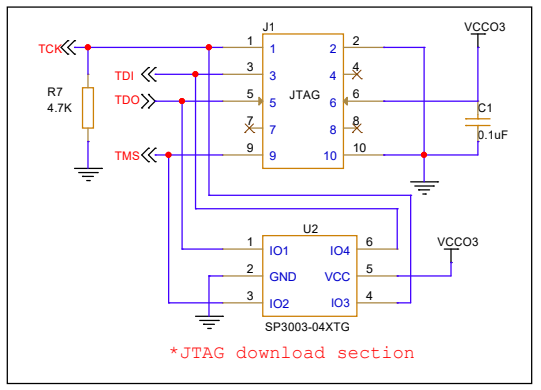 J1
VCCO3
TCK
1 1 2 2
TDI
3 3 4 4
R7
4.7K
JTAG
TDO
5 5 6 6
C1
0.1uF
7 7 8 8
TMS
9 9 10 10
U2
VCCO3
1 IO1 IO4 6
2 GND VCC 5
3 IO2 IO3 4
SP3003-04XTG
*JTAG download section